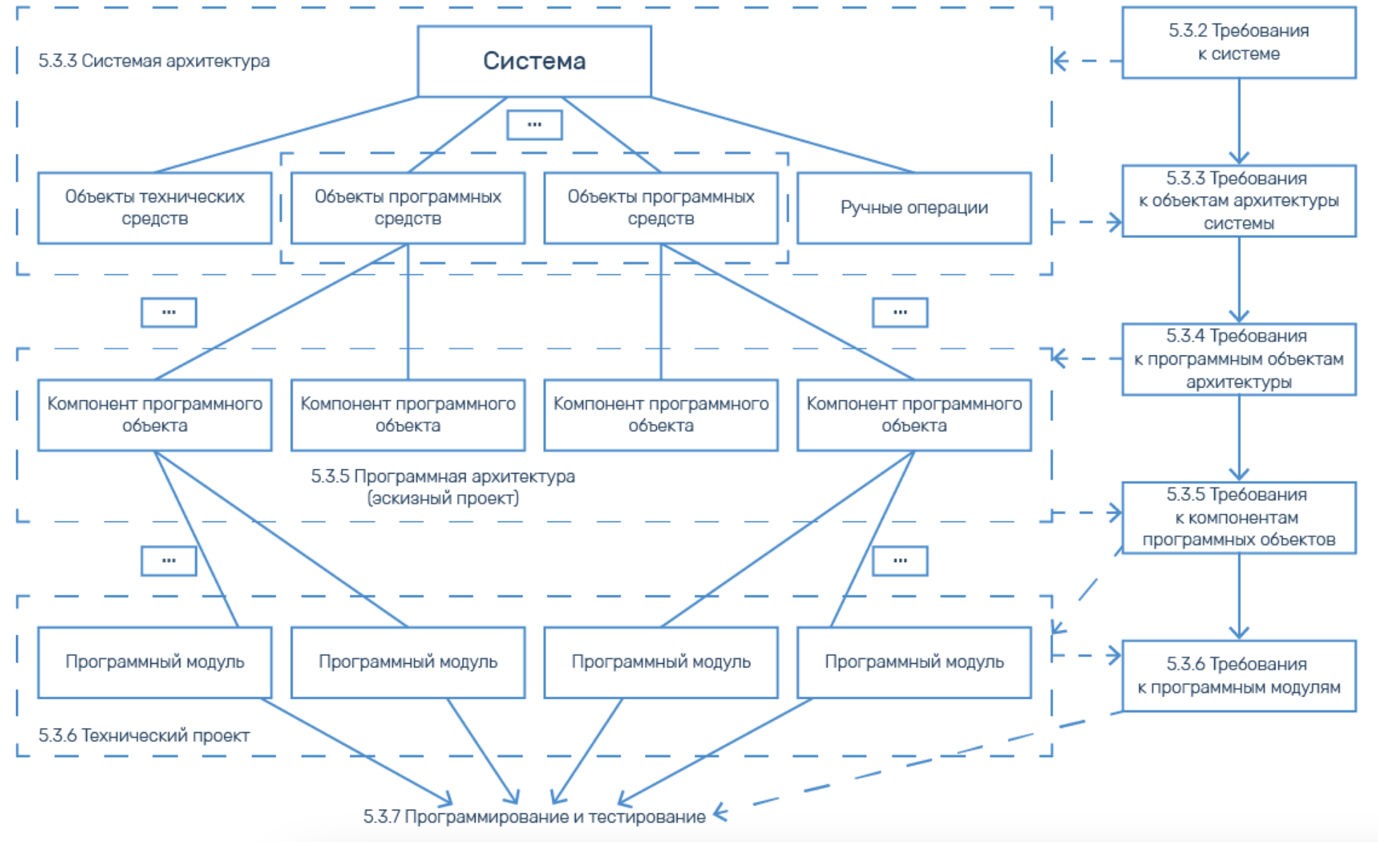 5.3.3 Системая архитектура
Система
5.3.2 Требования
к системе
...
Объекты технических
средств
Объекты программных
средств
Объекты программных
средств
Ручные операции
5.3.3 Требования
к объектам архитектуры
системы
...
...
5.3.4 Требования
к программным объектам
архитектуры
Компонент программного
объекта
Компонент программного
объекта
Компонент программного
объекта
Компонент программного
объекта
5.3.5 Программная архитектура
(эскизный проект)
5.3.5 Требования
к компонентам
программных объектов
...
...
Программный модуль
Программный модуль
Программный модуль
Программный модуль
5.3.6 Требования
к программным модулям
5.3.6 Технический проект
5.3.7 Программирование и тестирование